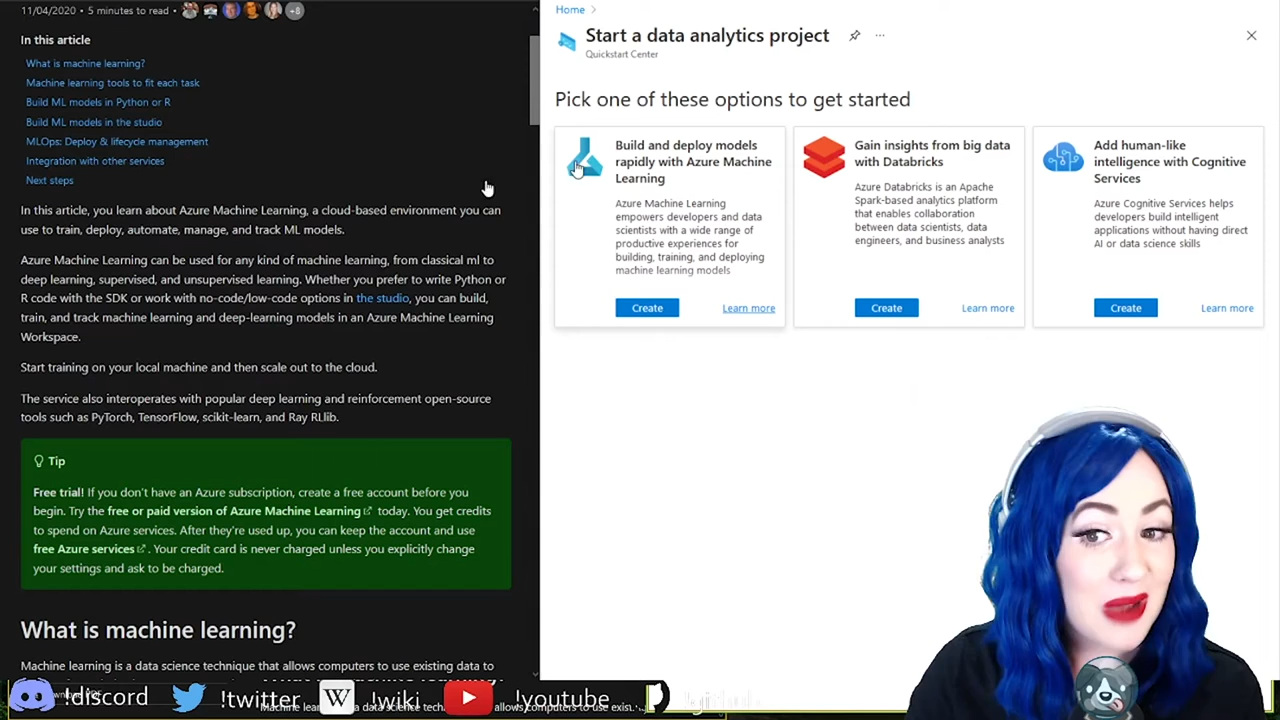 11/04/2020 • 5 minutes to read •
+8
In this article
What is machine learning?
Machine learning tools to fit each task
Build ML models in Python or R
Build ML models in the studio
MLOps: Deploy & lifecycle management
Integration with other services
Next steps
In this article, you learn about Azure Machine Learning, a cloud-based environment you can
use to train, deploy, automate, manage, and track ML models.
Azure Machine Learning can be used for any kind of machine learning, from classical ml to
deep learning, supervised, and unsupervised learning. Whether you prefer to write Python or
R code with the SDK or work with no-code/low-code options in the studio, you can build,
train, and track machine learning and deep-learning models in an Azure Machine Learning
Workspace.
Start training on your local machine and then scale out to the cloud.
The service also interoperates with popular deep learning and reinforcement open-source
tools such as PyTorch, TensorFlow, scikit-learn, and Ray RLlib.
Tip
Free trial! If you don't have an Azure subscription, create a free account before you
begin. Try the free or paid version of Azure Machine Learning today. You get credits
to spend on Azure services. After they're used up, you can keep the account and use
free Azure services. Your credit card is never charged unless you explicitly change
your settings and ask to be charged.
What is machine learning?
Machine learning is a data science technique that allows computers to use existing data to
Home >
Start a data analytics project
...
Quickstart Center
Pick one of these options to get started
Build and deploy models
rapidly with Azure Machine
Learning
Azure Machine Learning
empowers developers and data
scientists with a wide range of
productive experiences for
building, training, and deploying
machine learning models
Create
Learn more
Gain insights from big data
with Databricks
Azure Databricks is an Apache
Spark-based analytics platform
that enables collaboration
between data scientists, data
engineers, and business analysts
Create
Learn more
Add human-like
intelligence with Cognitive
Services
Azure Cognitive Services helps
developers build intelligent
applications without having direct
AI or data science skills
Create
Learn more
!discord
!twitter
W
!wiki
!youtube